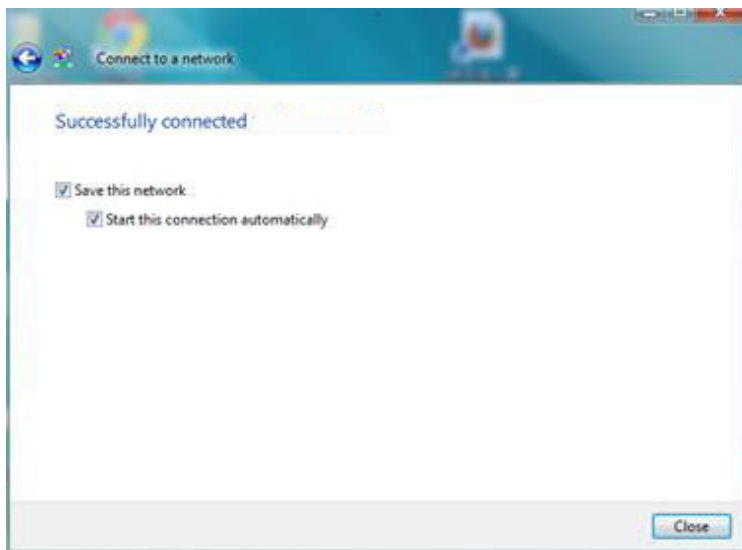 Connect to a network
Successfully connected
Save this network
Start this connection automatically
Close